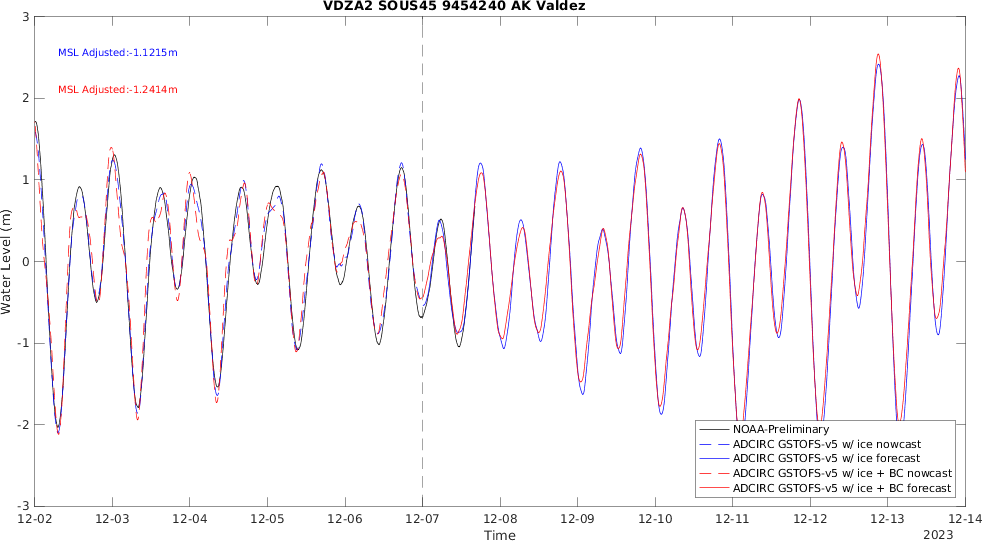 VDZA2 SOUS45 9454240 AK Valdez
MSL Adjusted:-1.1215m
MSL Adjusted:-1.2414m
Water Level (m)
3
2
1
0
-1
-2
-3
NOAA-Preliminary
ADCIRC GSTOFS-v5 w/ ice nowcast
ADCIRC GSTOFS-v5 w/ ice forecast
ADCIRC GSTOFS-v5 w/ ice + BC nowcast
ADCIRC GSTOFS-v5 w/ ice + BC forecast
12-02 12-03 12-04 12-05 12-06 12-07 12-08 12-09 12-10 12-11 12-12 12-13 12-14
Time
2023